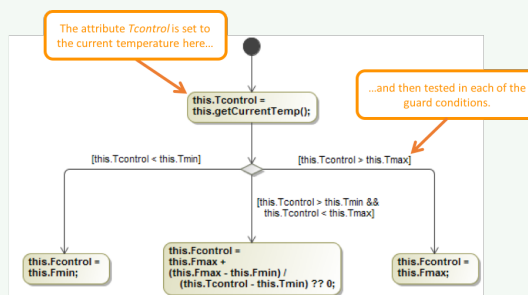 The attribute Tcontrol is set to
the current temperature here...
...and then tested in each of the
guard conditions.
this.Tcontrol =
this.getCurrentTemp();
[this.Tcontrol < this.Tmin]
[this.Tcontrol > this.Tmax]
[this.Tcontrol > this.Tmin &&
this.Tcontrol < this.Tmax]
this.Fcontrol =
this.Fmin;
this.Fcontrol =
this.Fmax +
(this.Fmax - this.Fmin) /
(this.Tcontrol - this.Tmin) ?? 0;
this.Fcontrol =
this.Fmax;